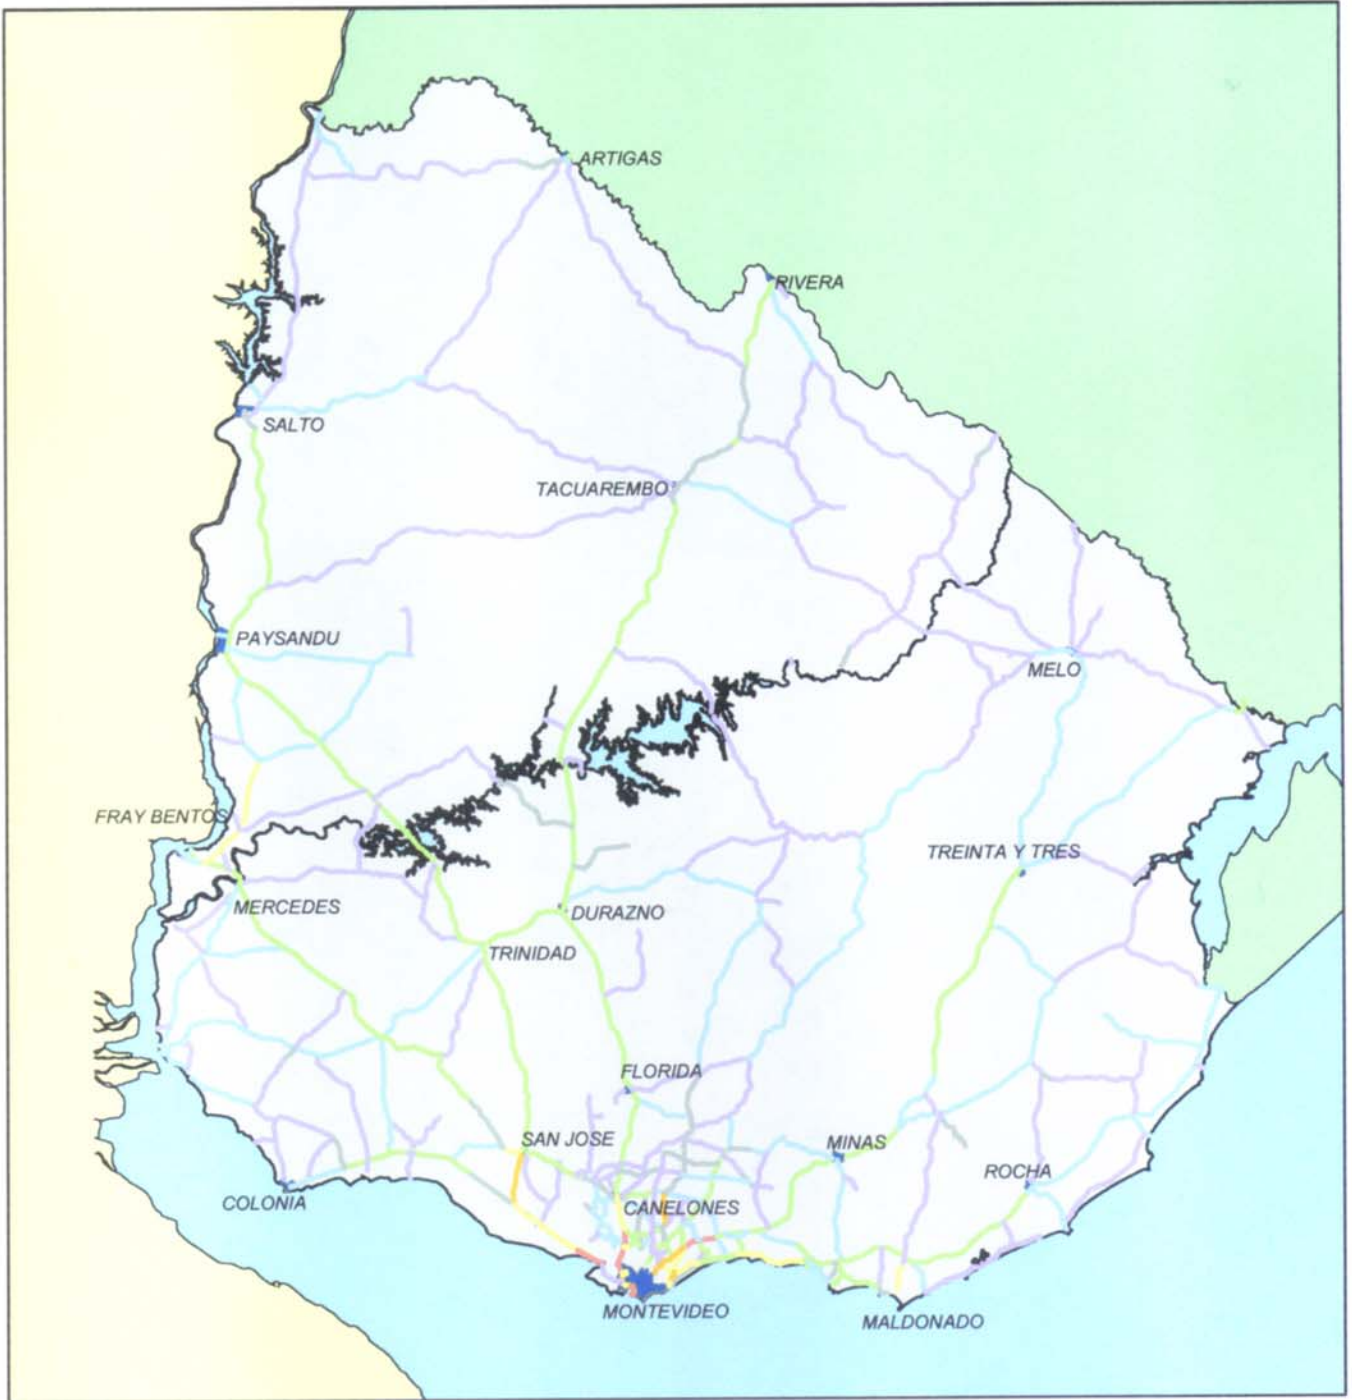 ARTIGAS
RIVERA
SALTO
TACUAREMBO
PAYSANDU
MELO
FRAY BENTOS
TREINTA Y TRES
MERCEDES
DURAZNO
TRINIDAD
FLORIDA
SAN JOSE
MINAS
ROCHA
COLONIA
CANELONES
MONTEVIDEO
MALDONADO